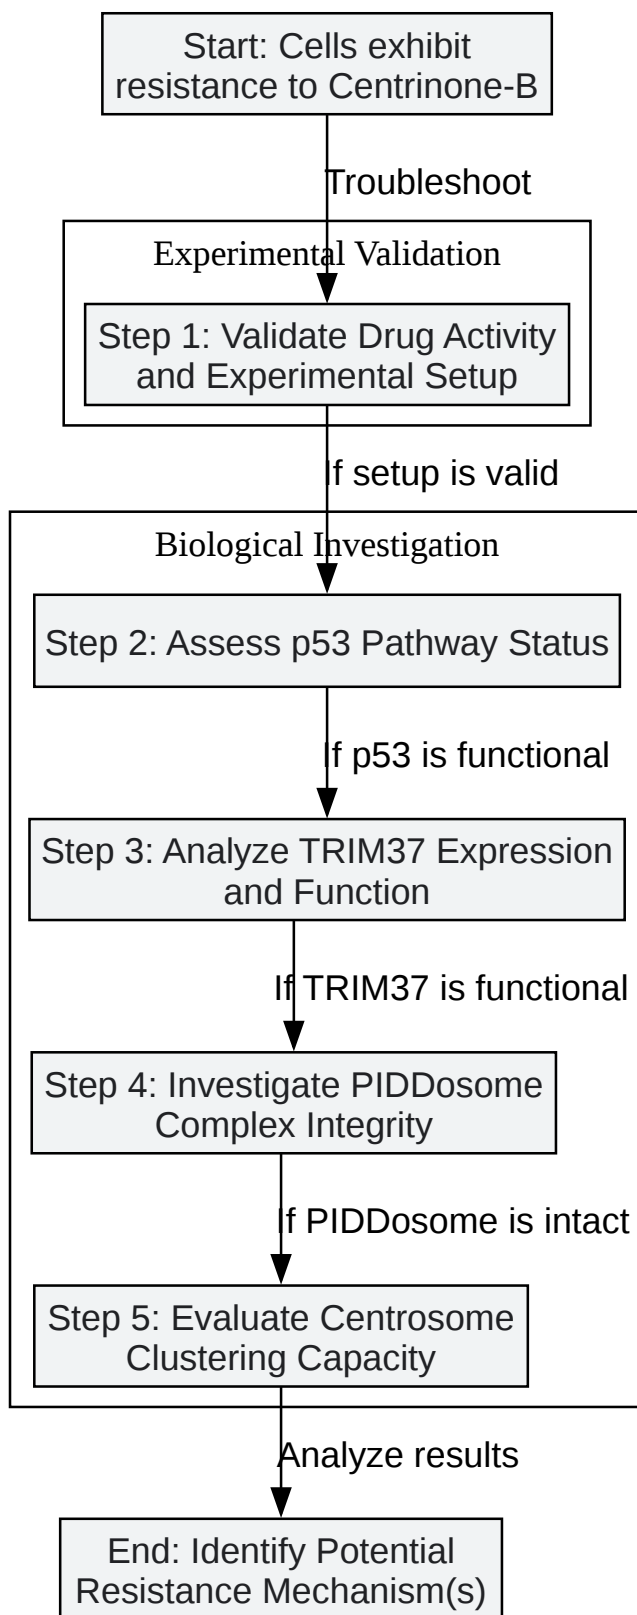 Start: Cells exhibit
resistance to Centrinone-B
Troubleshoot
Experimental Validation
Step 1: Validate Drug Activity
and Experimental Setup
If setup is valid
Biological Investigation
Step 2: Assess p53 Pathway Status
If p53 is functional
Step 3: Analyze TRIM37 Expression
and Function
If TRIM37 is functional
Step 4: Investigate PIDDosome
Complex Integrity
If PIDDosome is intact
Step 5: Evaluate Centrosome
Clustering Capacity
Analyze results
End: Identify Potential
Resistance Mechanism(s)